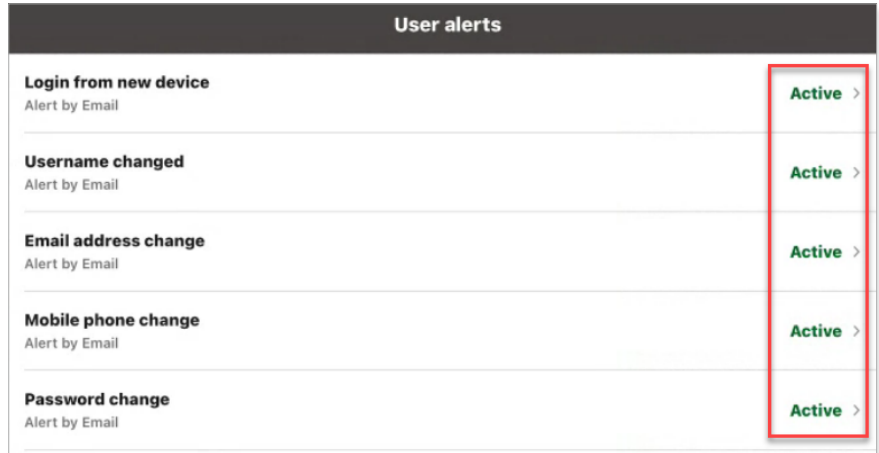 User alerts
Login from new device
Alert by Email
Active >
Username changed
Alert by Email
Active >
Email address change
Alert by Email
Active >
Mobile phone change
Alert by Email
Active >
Password change
Alert by Email
Active >